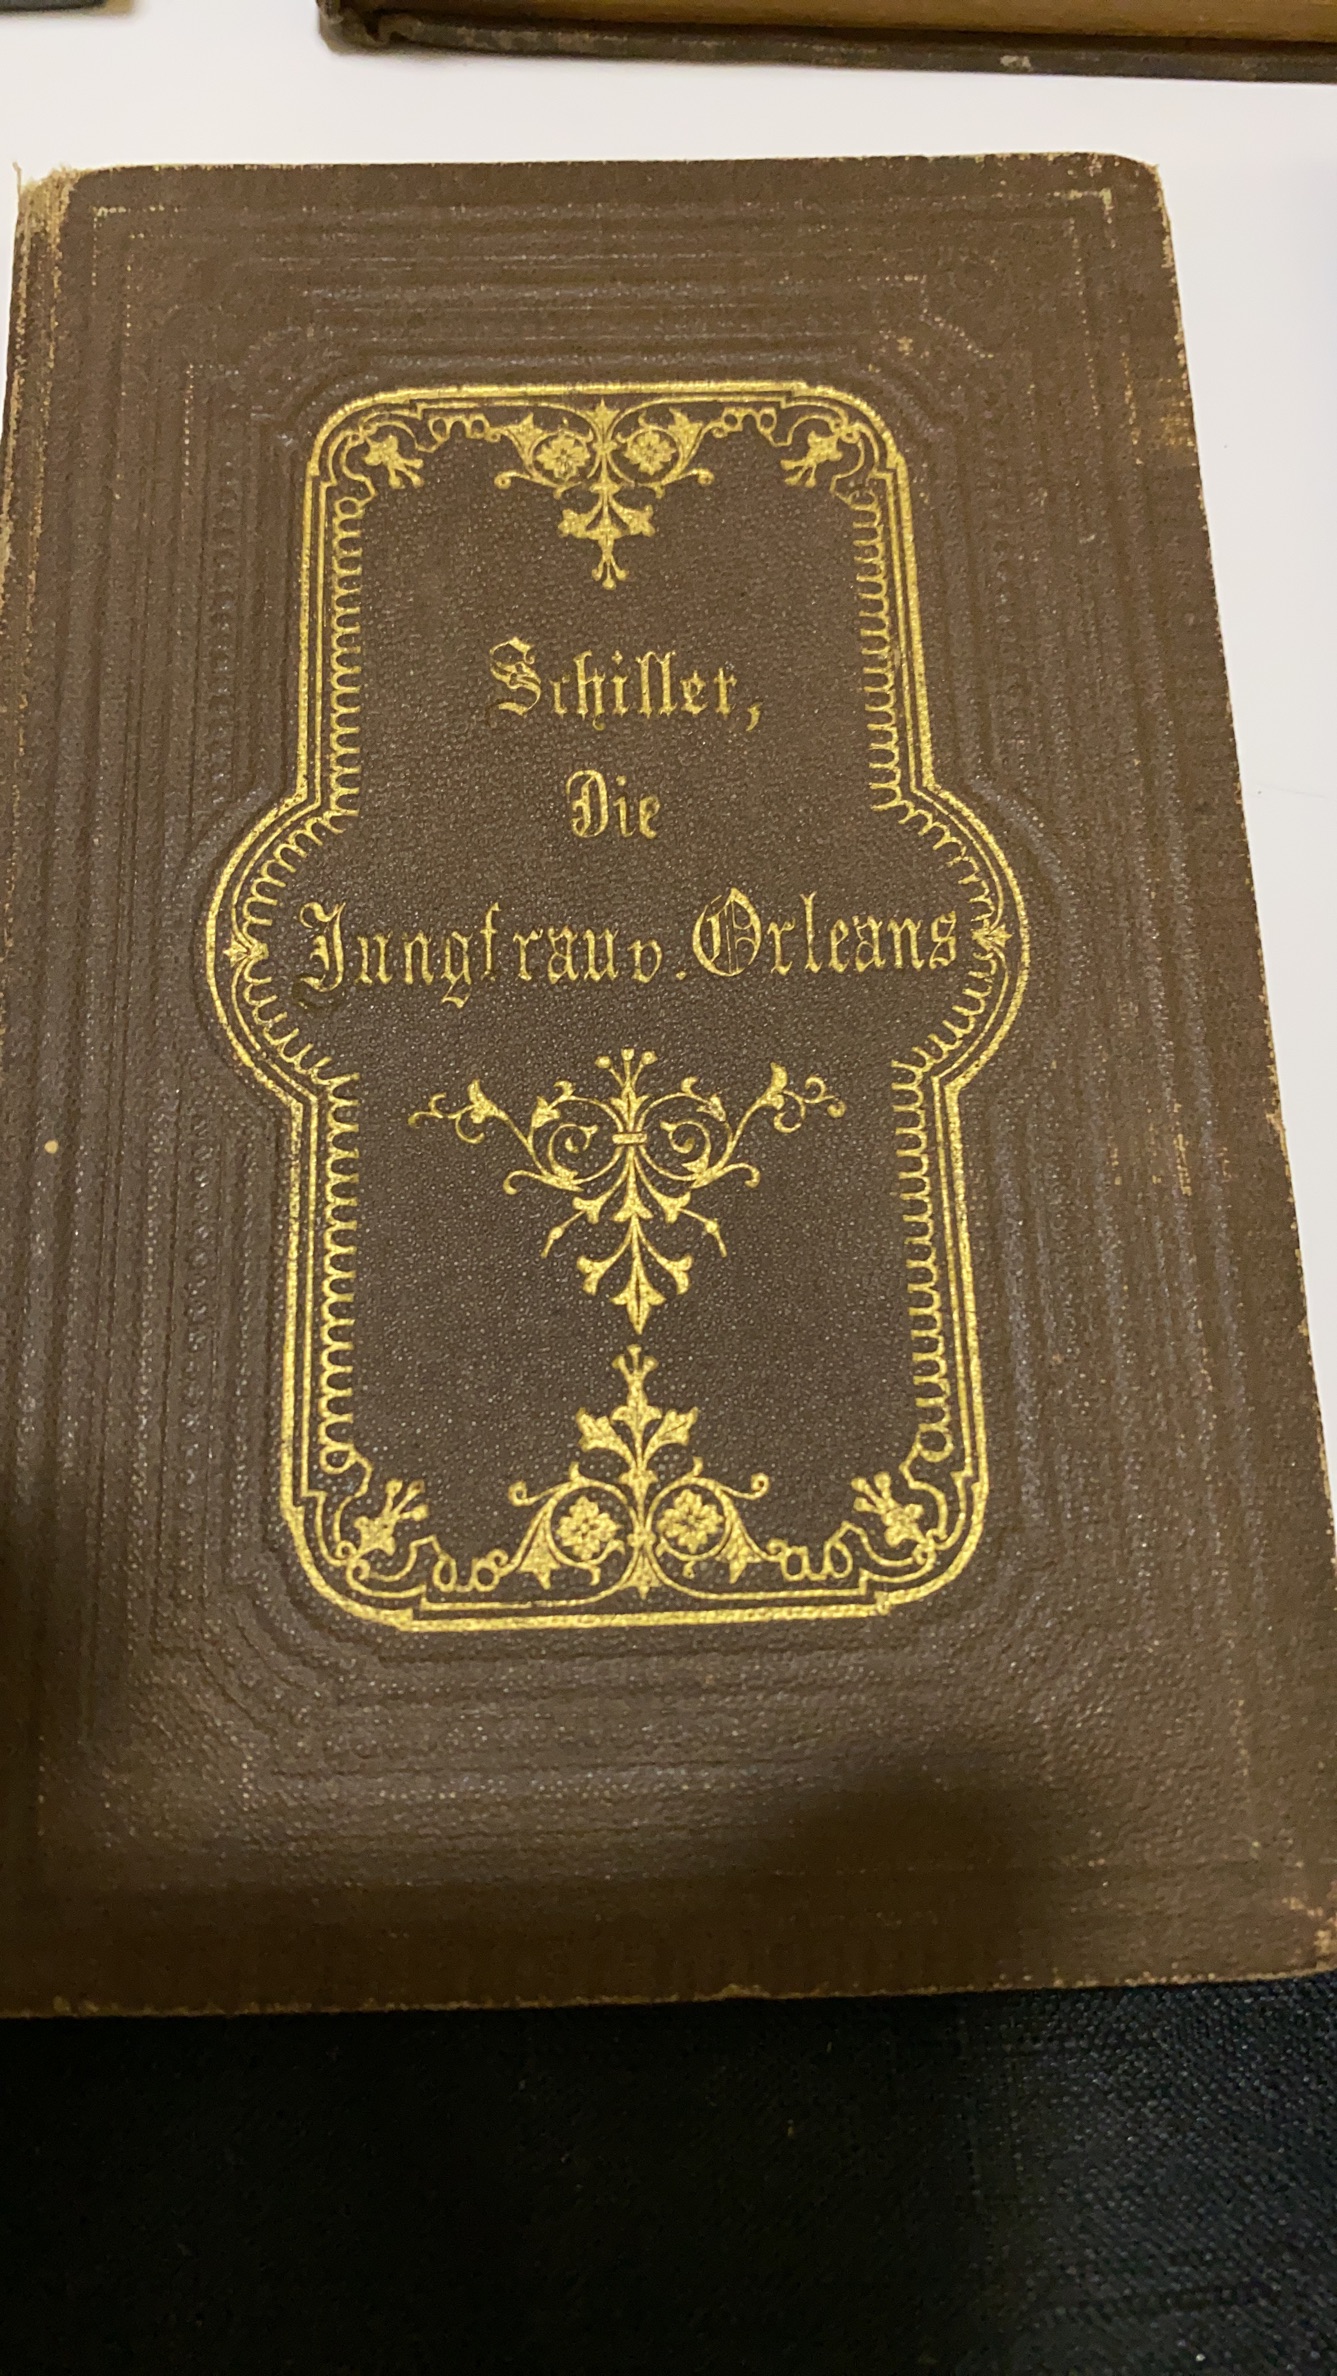 Schiller,
Die
Jungfrau v. Orleans